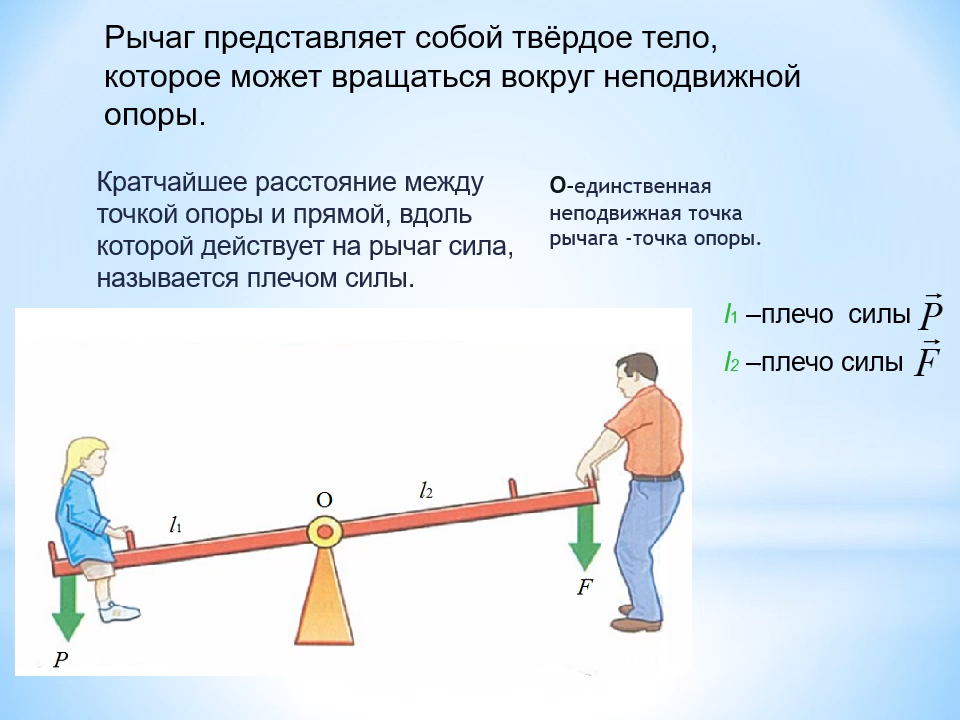 Рычаг представляет собой твёрдое тело,
которое может вращаться вокруг неподвижной
опоры.
Кратчайшее расстояние между
точкой опоры и прямой, вдоль
которой действует на рычаг сила,
называется плечом силы.
О-единственная
неподвижная точка
рычага -точка опоры.
l1 –плечо силы P
l2 –плечо силы F
l1
O
l2
F
P